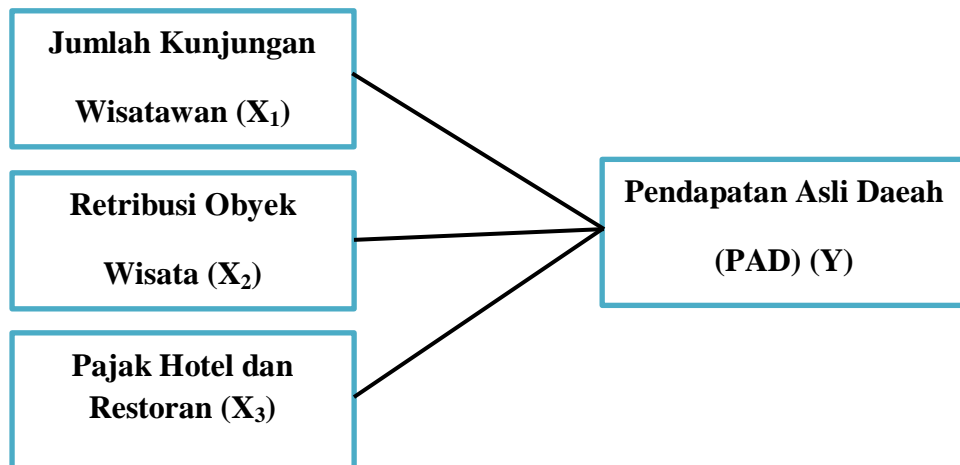 Jumlah Kunjungan
Wisatawan (X₁)
Retribusi Obyek
Wisata (X₂)
Pajak Hotel dan
Restoran (X₃)
Pendapatan Asli Daeah
(PAD) (Y)